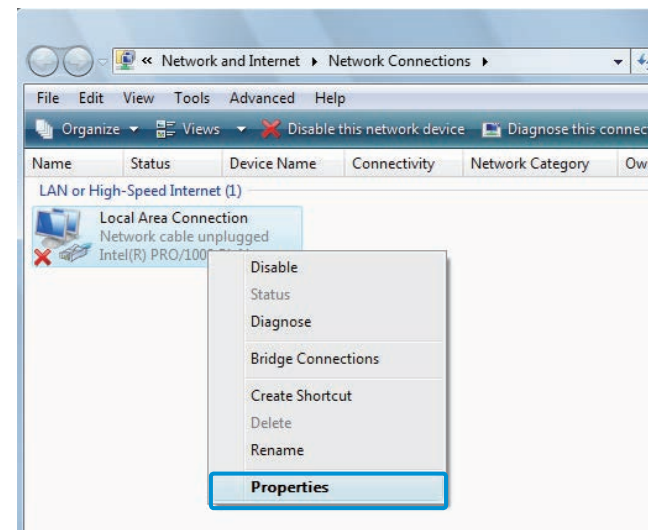 « Network and Internet ▸ Network Connections ▸
File Edit View Tools Advanced Help
Organize Views Disable this network device Diagnose this connec
Name Status Device Name Connectivity Network Category Ow
LAN or High-Speed Internet (1)
Local Area Connection
Network cable unplugged
Intel(R) PRO/100
Disable
Status
Diagnose
Bridge Connections
Create Shortcut
Delete
Rename
Properties